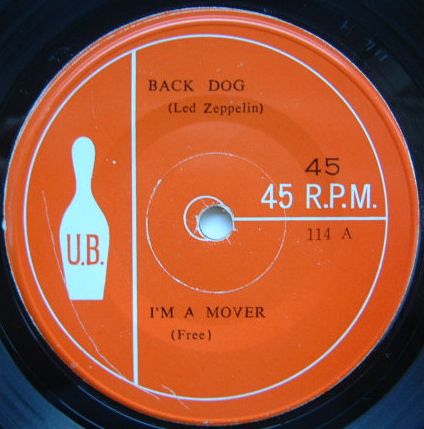 BACK DOG
(Led Zeppelin)
45
45 R.P.M.
114 A
U.B.
I'M A MOVER
(Free)